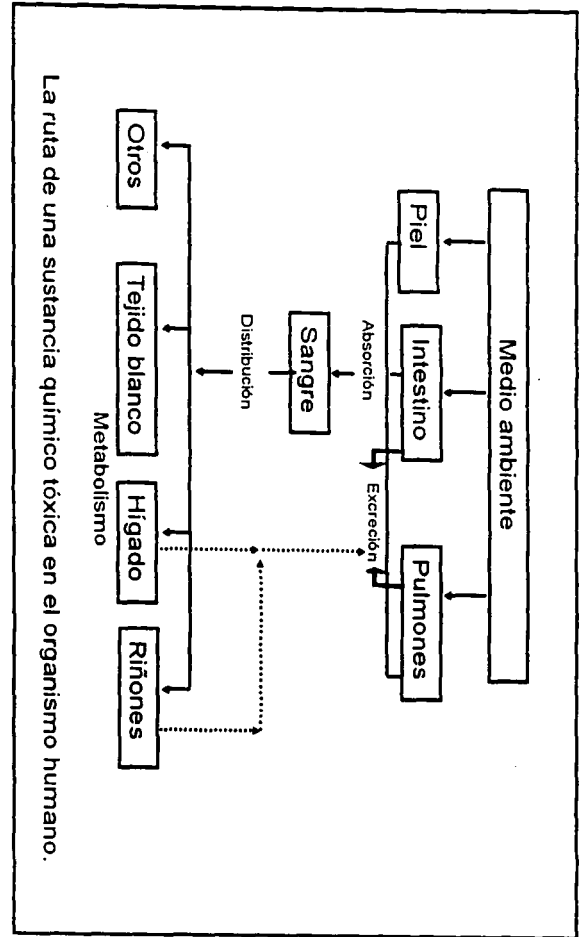 Medio ambiente
Piel
Intestino
Pulmones
Absorción
Excreción
Sangre
Distribución
Otros
Tejido blanco
Hígado
Riñones
Metabolismo
La ruta de una sustancia químico tóxica en el organismo humano.